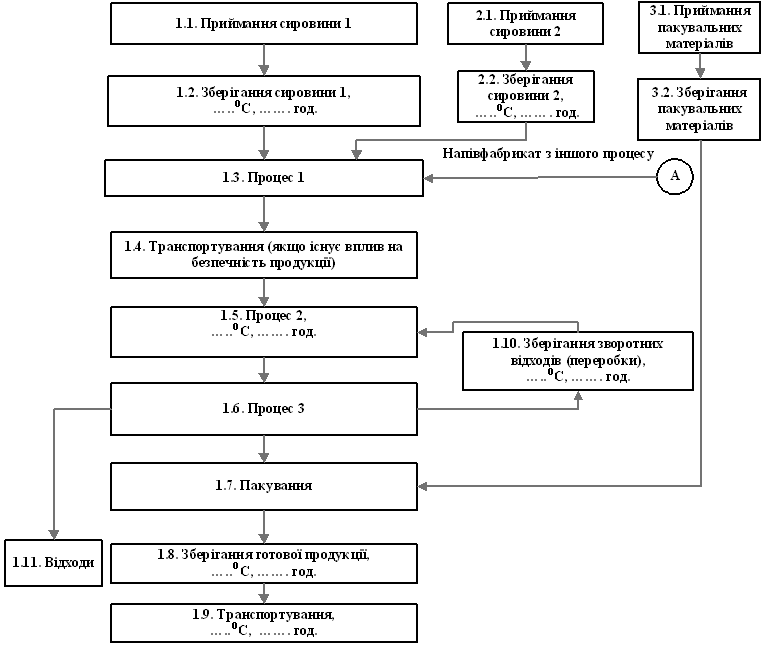 1.1. Приймання сировини 1
2.1. Приймання
сировини 2
3.1. Приймання
пакувальних
матеріалів
1.2. Зберігання сировини 1,
... ..⁰С, ... ... . год.
2.2. Зберігання
сировини 2,
... ..⁰С, ... ... . год.
3.2. Зберігання
пакувальних
матеріалів
Напівфабрикат з іншого процесу
А
1.3. Процес 1
1.4. Транспортування (якщо існує вплив на
безпечність продукції)
1.5. Процес 2,
... ..⁰С, ... ... . год.
1.10. Зберігання зворотних
відходів (переробки),
... ..⁰С, ... ... . год.
1.6. Процес 3
1.7. Пакування
1.11. Відходи
1.8. Зберігання готової продукції,
... ..⁰С, ... ... . год.
1.9. Транспортування,
... ..⁰С, ... ... . год.